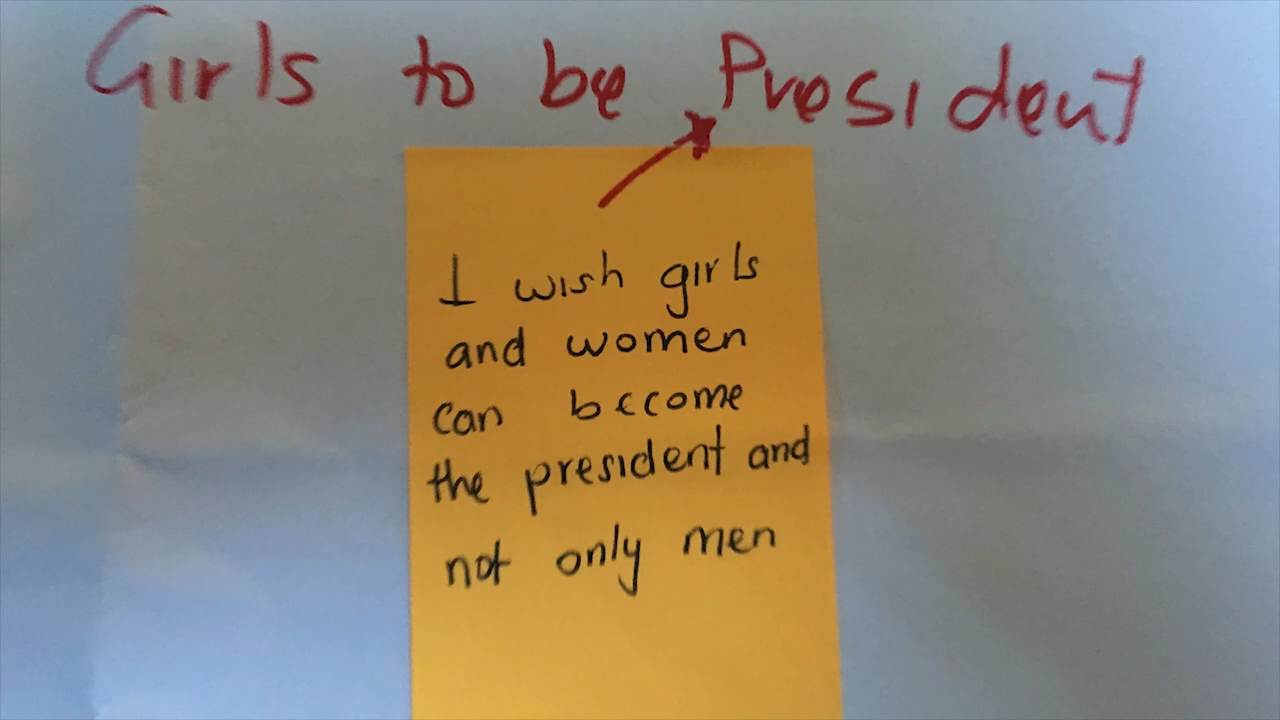 Girls to be President
I wish girls
and women
can become
the president and
not only men